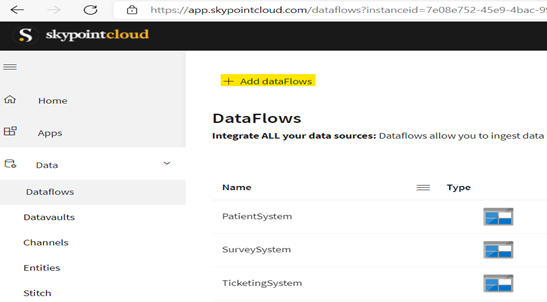 https://app.skypointcloud.com/dataflows?instanceid=7e08e752-45e9-4bac-9
S skypointcloud
+ Add dataFlows
Home
Apps
Data
Dataflows
Datavaults
Channels
Entities
Stitch
DataFlows
Integrate ALL your data sources: Dataflows allow you to ingest data
Name Type
PatientSystem
SurveySystem
TicketingSystem